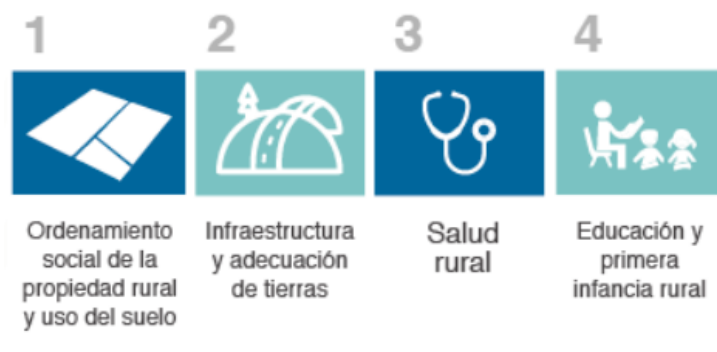 1
2
3
4
Ordenamiento
social de la
propiedad rural
y uso del suelo
Infraestructura
y adecuación
de tierras
Salud
rural
Educación y
primera
infancia rural